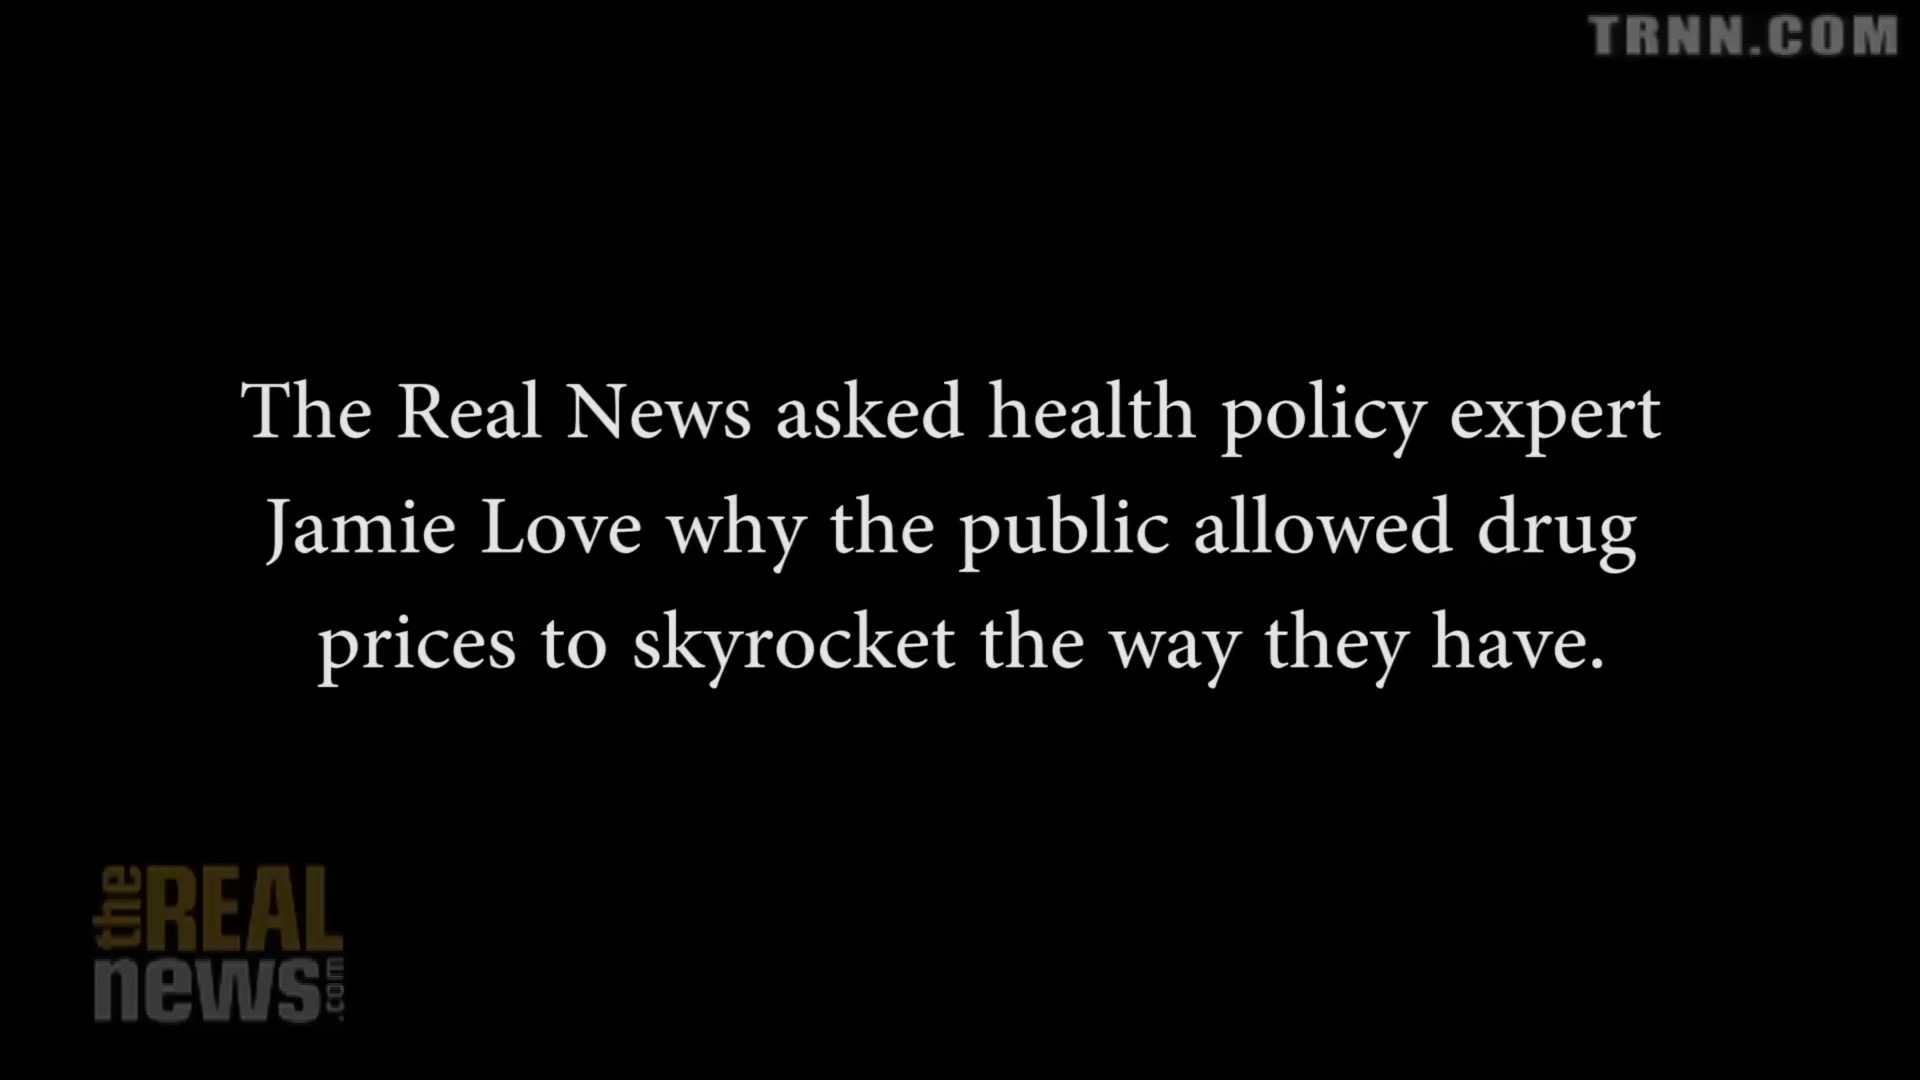 TRNN.COM
The Real News asked health policy expert
Jamie Love why the public allowed drug
prices to skyrocket the way they have.
the REAL
news.com